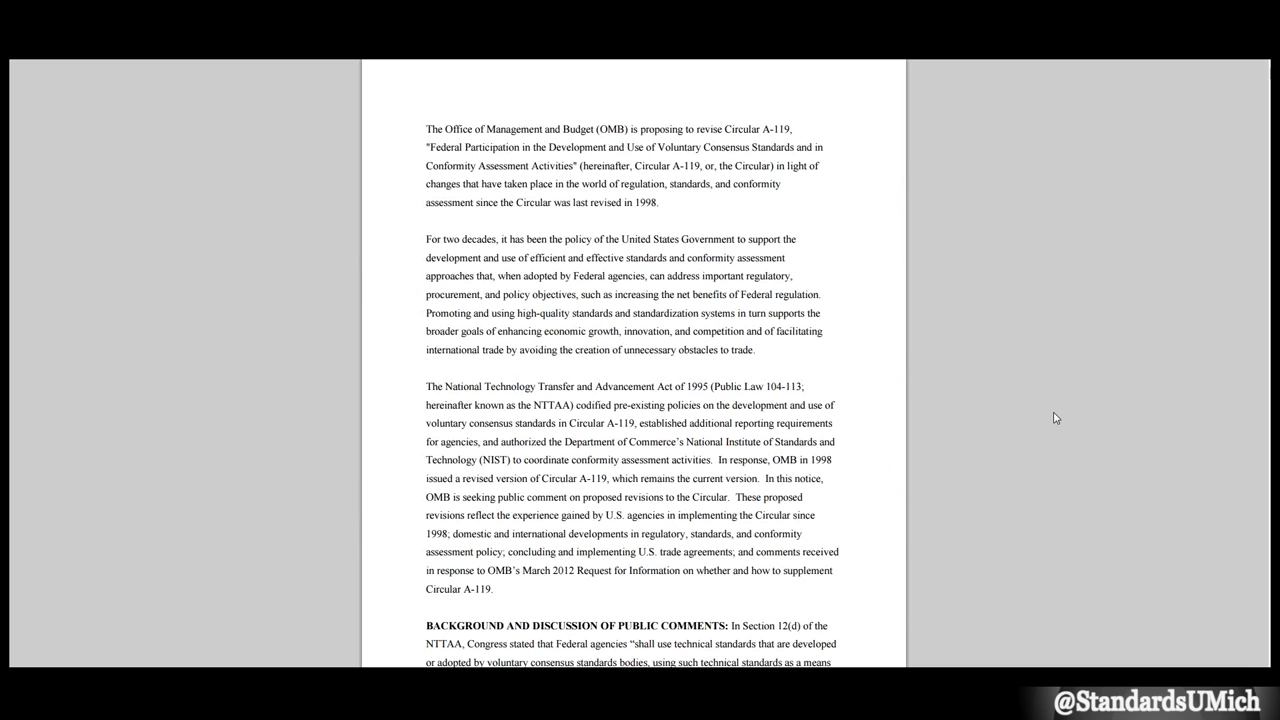 The Office of Management and Budget (OMB) is proposing to revise Circular A-119,
"Federal Participation in the Development and Use of Voluntary Consensus Standards and in
Conformity Assessment Activities" (hereinafter, Circular A-119, or, the Circular) in light of
changes that have taken place in the world of regulation, standards, and conformity
assessment since the Circular was last revised in 1998.
For two decades, it has been the policy of the United States Government to support the
development and use of efficient and effective standards and conformity assessment
approaches that, when adopted by Federal agencies, can address important regulatory,
procurement, and policy objectives, such as increasing the net benefits of Federal regulation.
Promoting and using high-quality standards and standardization systems in turn supports the
broader goals of enhancing economic growth, innovation, and competition and of facilitating
international trade by avoiding the creation of unnecessary obstacles to trade.
The National Technology Transfer and Advancement Act of 1995 (Public Law 104-113;
hereinafter known as the NTTAA) codified pre-existing policies on the development and use of
voluntary consensus standards in Circular A-119, established additional reporting requirements
for agencies, and authorized the Department of Commerce’s National Institute of Standards and
Technology (NIST) to coordinate conformity assessment activities.  In response, OMB in 1998
issued a revised version of Circular A-119, which remains the current version.  In this notice,
OMB is seeking public comment on proposed revisions to the Circular.  These proposed
revisions reflect the experience gained by U.S. agencies in implementing the Circular since
1998; domestic and international developments in regulatory, standards, and conformity
assessment policy; concluding and implementing U.S. trade agreements; and comments received
in response to OMB’s March 2012 Request for Information on whether and how to supplement
Circular A-119.
BACKGROUND AND DISCUSSION OF PUBLIC COMMENTS: In Section 12(d) of the
NTTAA, Congress stated that Federal agencies “shall use technical standards that are developed
or adopted by voluntary consensus standards bodies, using such technical standards as a means
@StandardsUMich